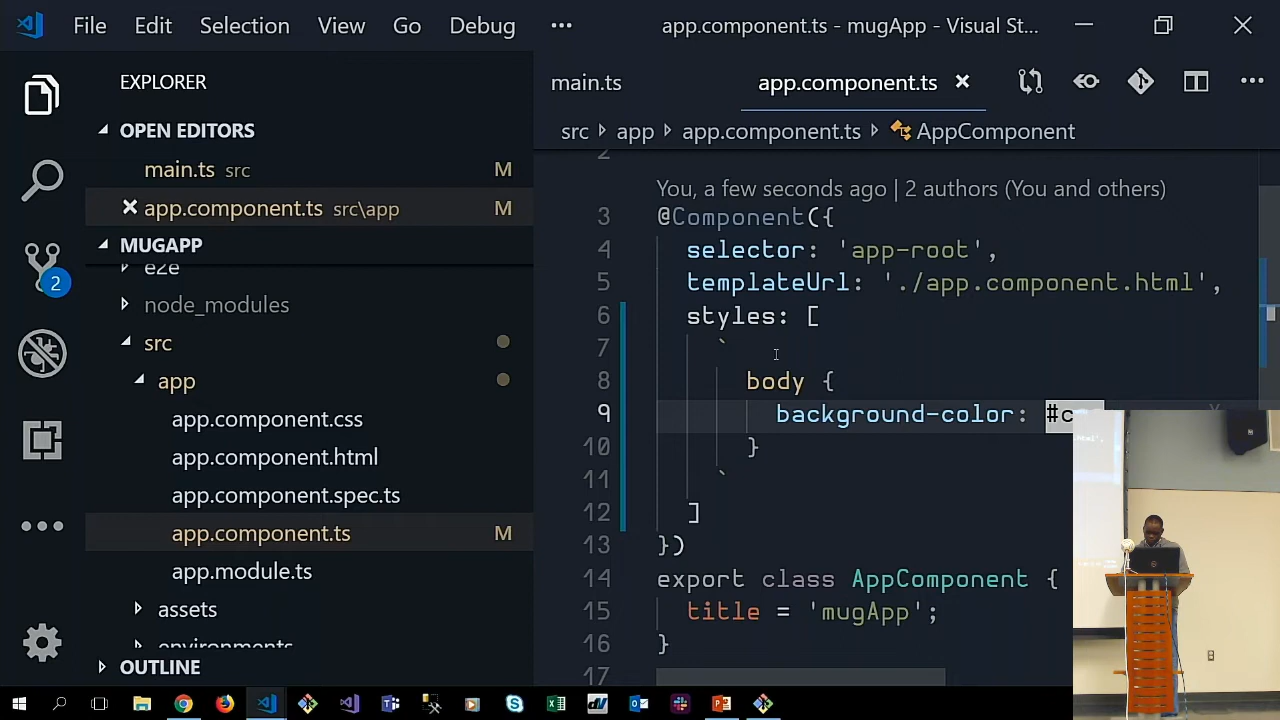 File Edit Selection View Go Debug ••• app.component.ts - mugApp - Visual St...
EXPLORER
OPEN EDITORS
main.ts src M
app.component.ts src\app M
MUGAPP
e2e
node_modules
src
app
app.component.css
app.component.html
app.component.spec.ts
app.component.ts M
app.module.ts
assets
environments
OUTLINE
2
main.ts app.component.ts
src app app.component.ts AppComponent
2
You, a few seconds ago | 2 authors (You and others)
3 @Component({
4 selector: 'app-root',
5 templateUrl: './app.component.html',
6 styles: [
7 `
8 body {
9 background-color: #c
10 }
11 `
12 ]
13 })
14 export class AppComponent {
15 title = 'mugApp';
16 }
17